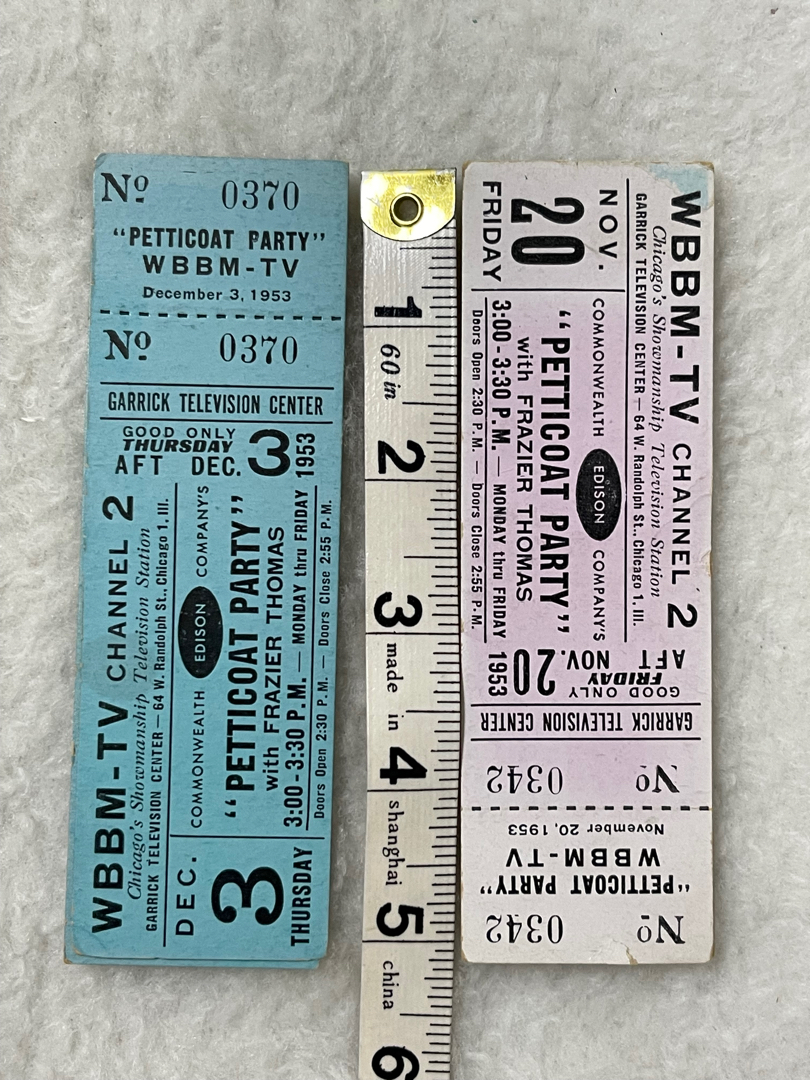 Nº 0370
"PETTICOAT PARTY"
WBBM-TV
December 3, 1953
Nº 0370
GARRICK TELEVISION CENTER
GOOD ONLY
THURSDAY
AFT DEC. 3 1953
WBBM-TV CHANNEL 2
Chicago's Showmanship Television Station
GARRICK TELEVISION CENTER — 64 W. Randolph St., Chicago 1, Ill.
DEC.
3
THURSDAY
COMMONWEALTH EDISON COMPANY'S
"PETTICOAT PARTY"
with FRAZIER THOMAS
3:00-3:30 P.M. — MONDAY thru FRIDAY
Doors Open 2:30 P.M. — Doors Close 2:55 P.M.
1
60 in
2
3
made in
4
shanghai
5
china
6
WBBM-TV CHANNEL 2
Chicago's Showmanship Television Station
GARRICK TELEVISION CENTER — 64 W. Randolph St., Chicago 1, Ill.
NOV.
20
FRIDAY
COMMONWEALTH EDISON COMPANY'S
"PETTICOAT PARTY"
with FRAZIER THOMAS
3:00-3:30 P.M. — MONDAY thru FRIDAY
Doors Open 2:30 P.M. — Doors Close 2:55 P.M.
GOOD ONLY
FRIDAY
AFT NOV. 20 1953
GARRICK TELEVISION CENTER
Nº 0342
November 20, 1953
WBBM-TV
"PETTICOAT PARTY"
Nº 0342